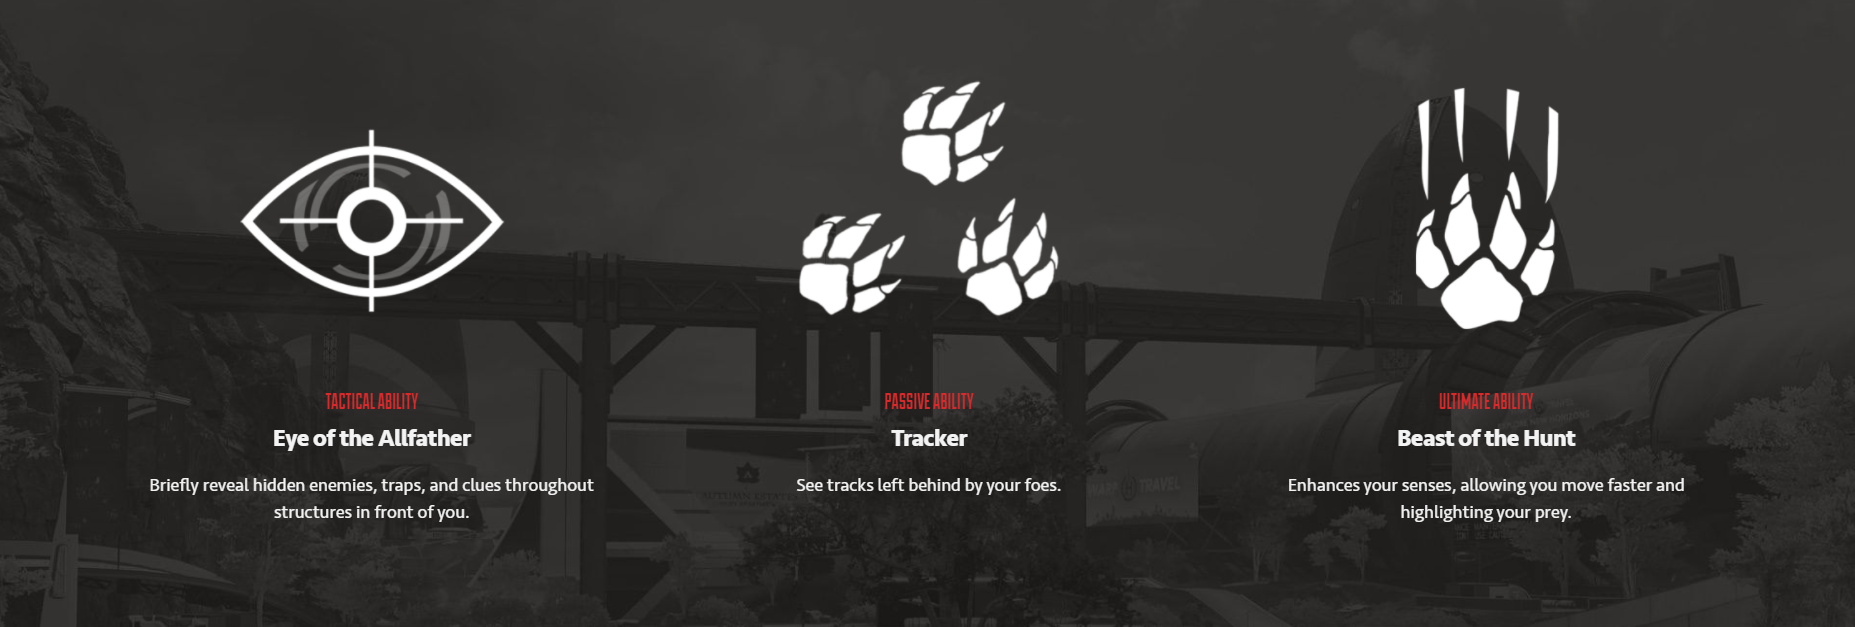 TACTICAL ABILITY
Eye of the Allfather
Briefly reveal hidden enemies, traps, and clues throughout
structures in front of you.
PASSIVE ABILITY
Tracker
See tracks left behind by your foes.
ULTIMATE ABILITY
Beast of the Hunt
Enhances your senses, allowing you move faster and
highlighting your prey.
TRAVEL